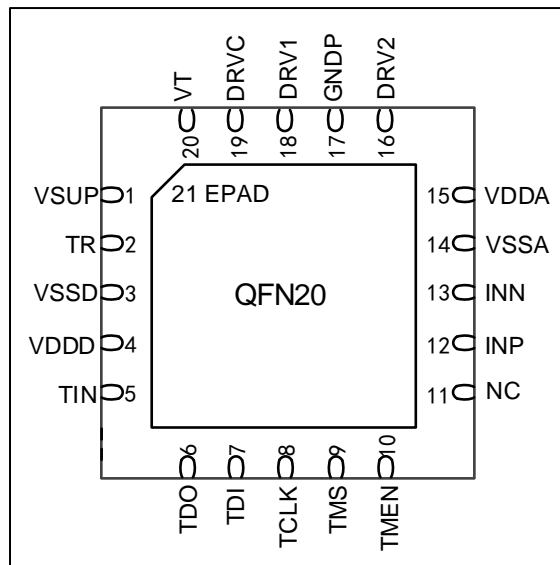 VT
DRVC
DRV1
GNDP
DRV2
20
19
18
17
16
VSUP 1
TR 2
VSSD 3
VDDD 4
TIN 5
21 EPAD
QFN20
15 VDDA
14 VSSA
13 INN
12 INP
11 NC
6
7
8
9
10
TDO
TDI
TCLK
TMS
TMEN